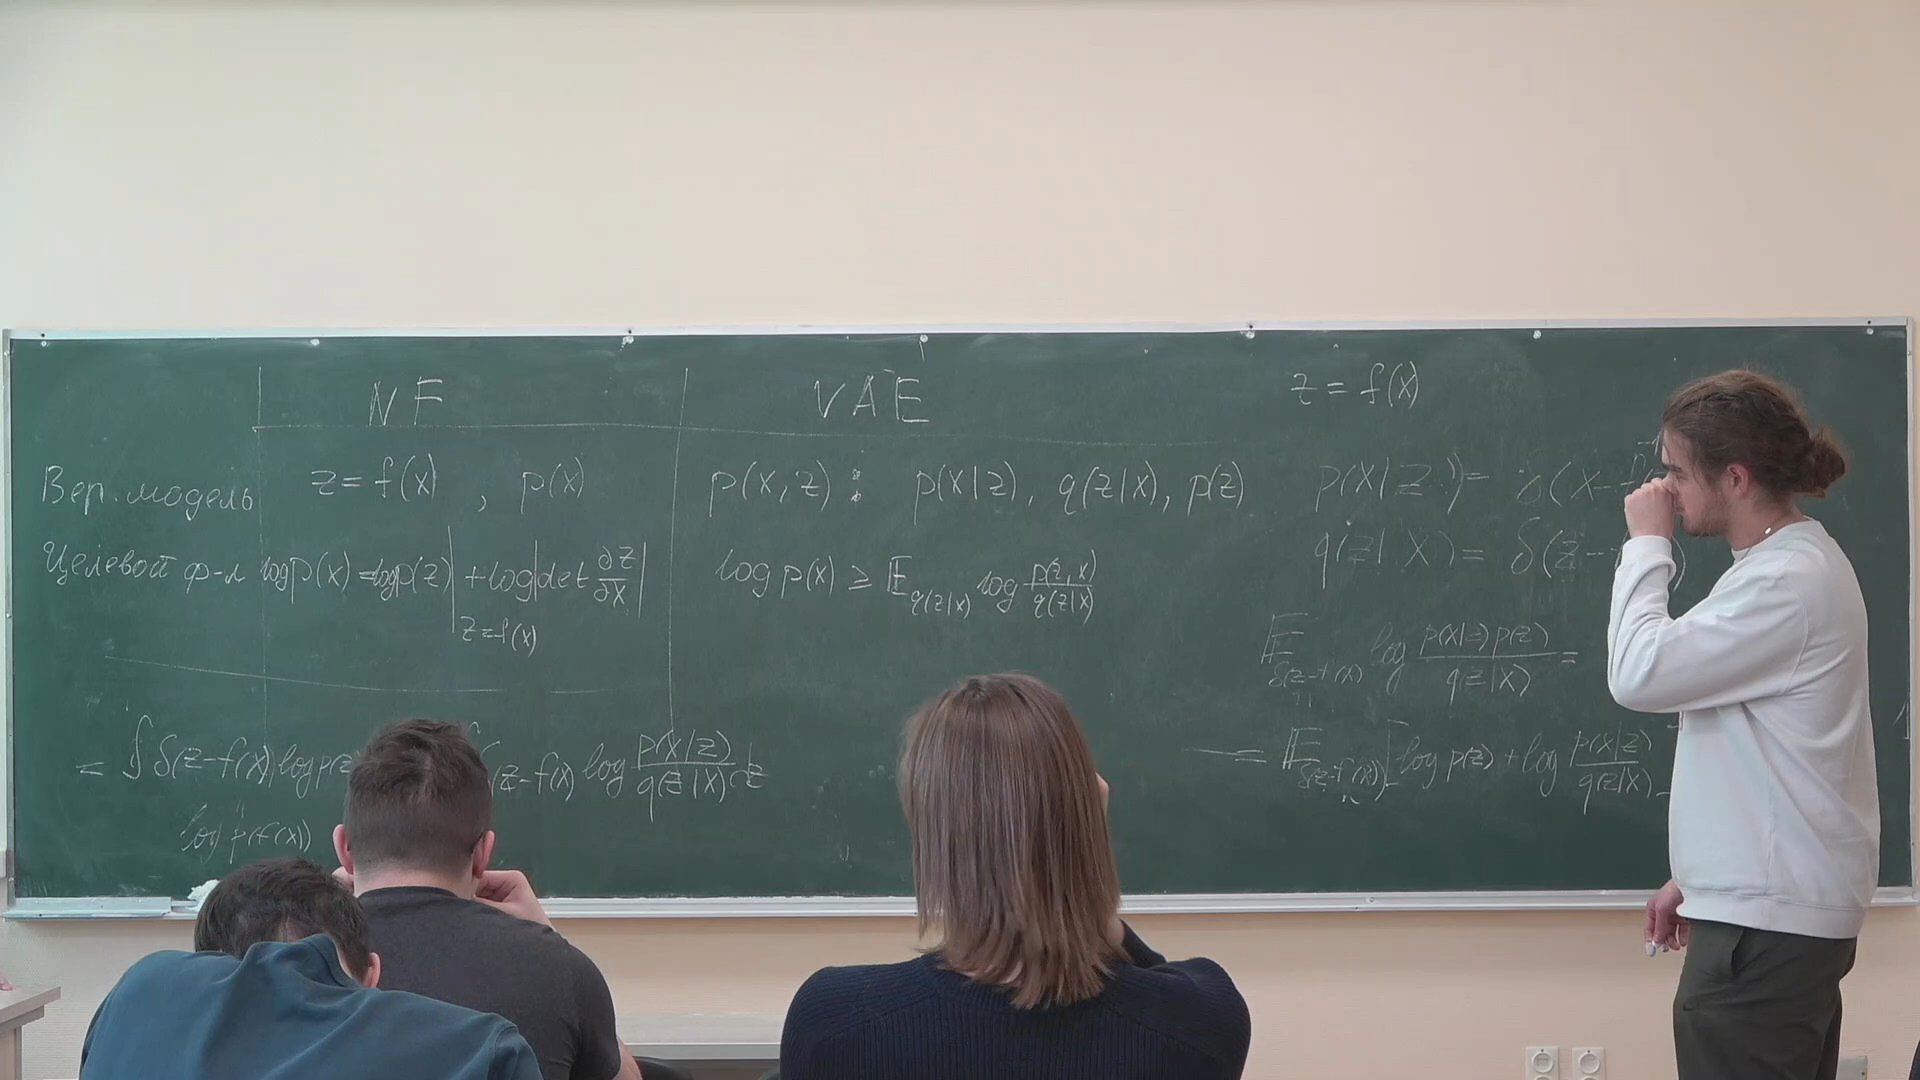 NF VAE
Вер. модель z = f(x) , p(x) p(x,z) : p(x|z), q(z|x), p(z)
Целевой ф-л log p(x) = log p(z)|_{z=f(x)} + log|det ∂z/∂x| log p(x) ≥ 𝔼_{q(z|x)} log p(z,x)/q(z|x)
= ∫ δ(z-f(x)) log p(z (z-f(x) log p(x|z)/q(z|x) dz
log p(f(x))
z = f(x)
p(x|z) = δ(x-f
q(z|x) = δ(z-
𝔼_{δ(z-f(x)} log p(x|z)p(z)/q(z|x) =
= 𝔼_{δ(z-f(x))} [log p(z) + log p(x|z)/q(z|x)